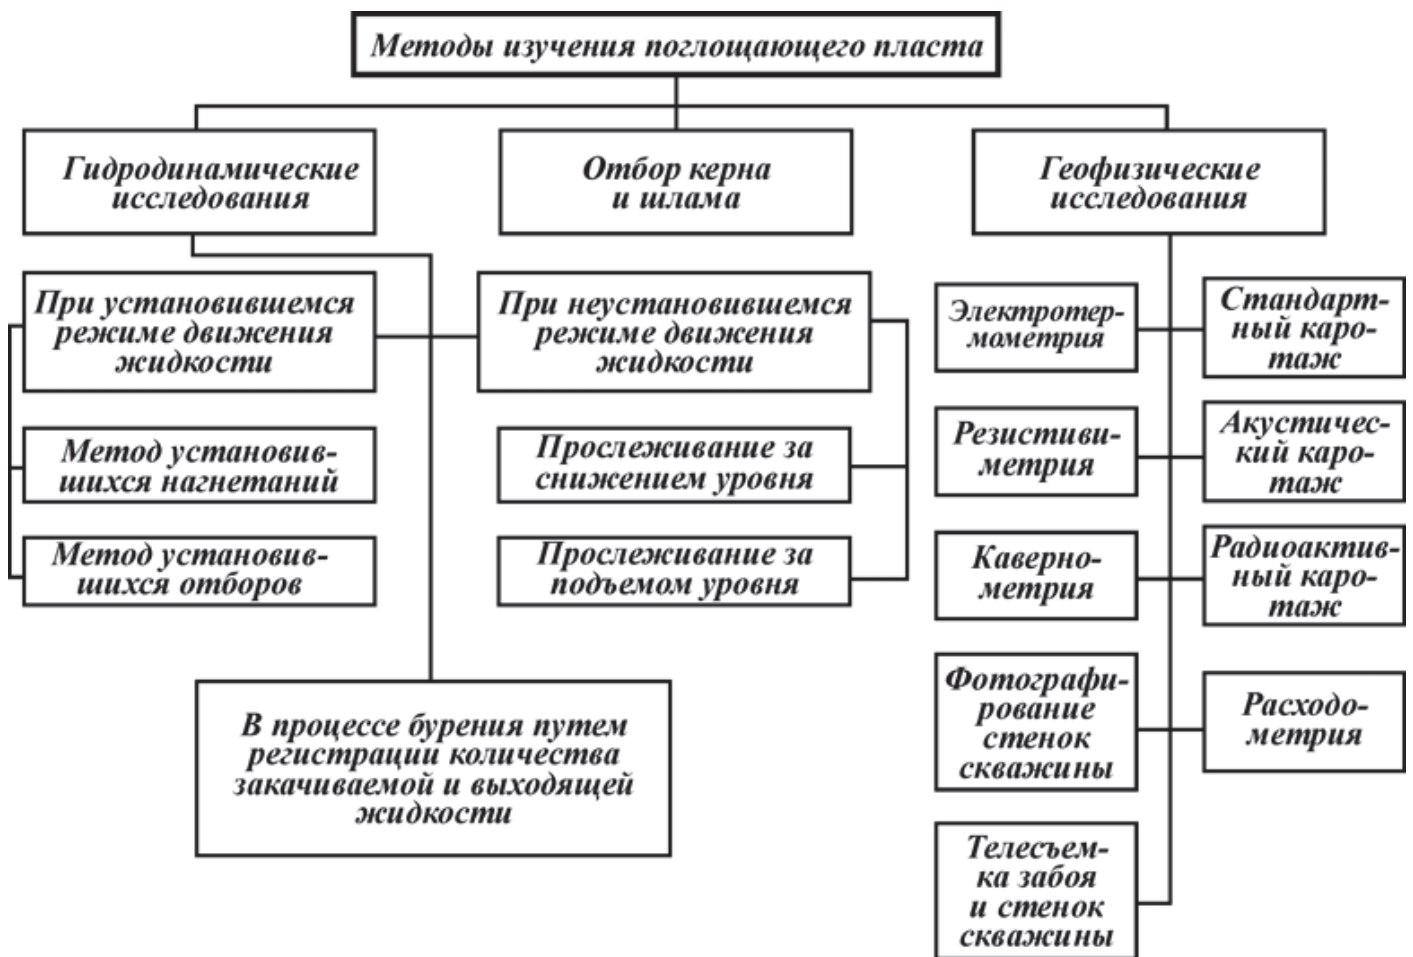 Методы изучения поглощающего пласта
Гидродинамические
исследования
Отбор керна
и шлама
Геофизические
исследования
При установившемся
режиме движения
жидкости
При неустановившемся
режиме движения
жидкости
Метод установив-
шихся нагнетаний
Прослеживание за
снижением уровня
Метод установив-
шихся отборов
Прослеживание за
подъемом уровня
В процессе бурения путем
регистрации количества
закачиваемой и выходящей
жидкости
Электротер-
мометрия
Стандарт-
ный каро-
таж
Резистиви-
метрия
Акустичес-
кий каро-
таж
Каверно-
метрия
Радиоактив-
ный каро-
таж
Фотографи-
рование
стенок
скважины
Расходо-
метрия
Телесъем-
ка забоя
и стенок
скважины